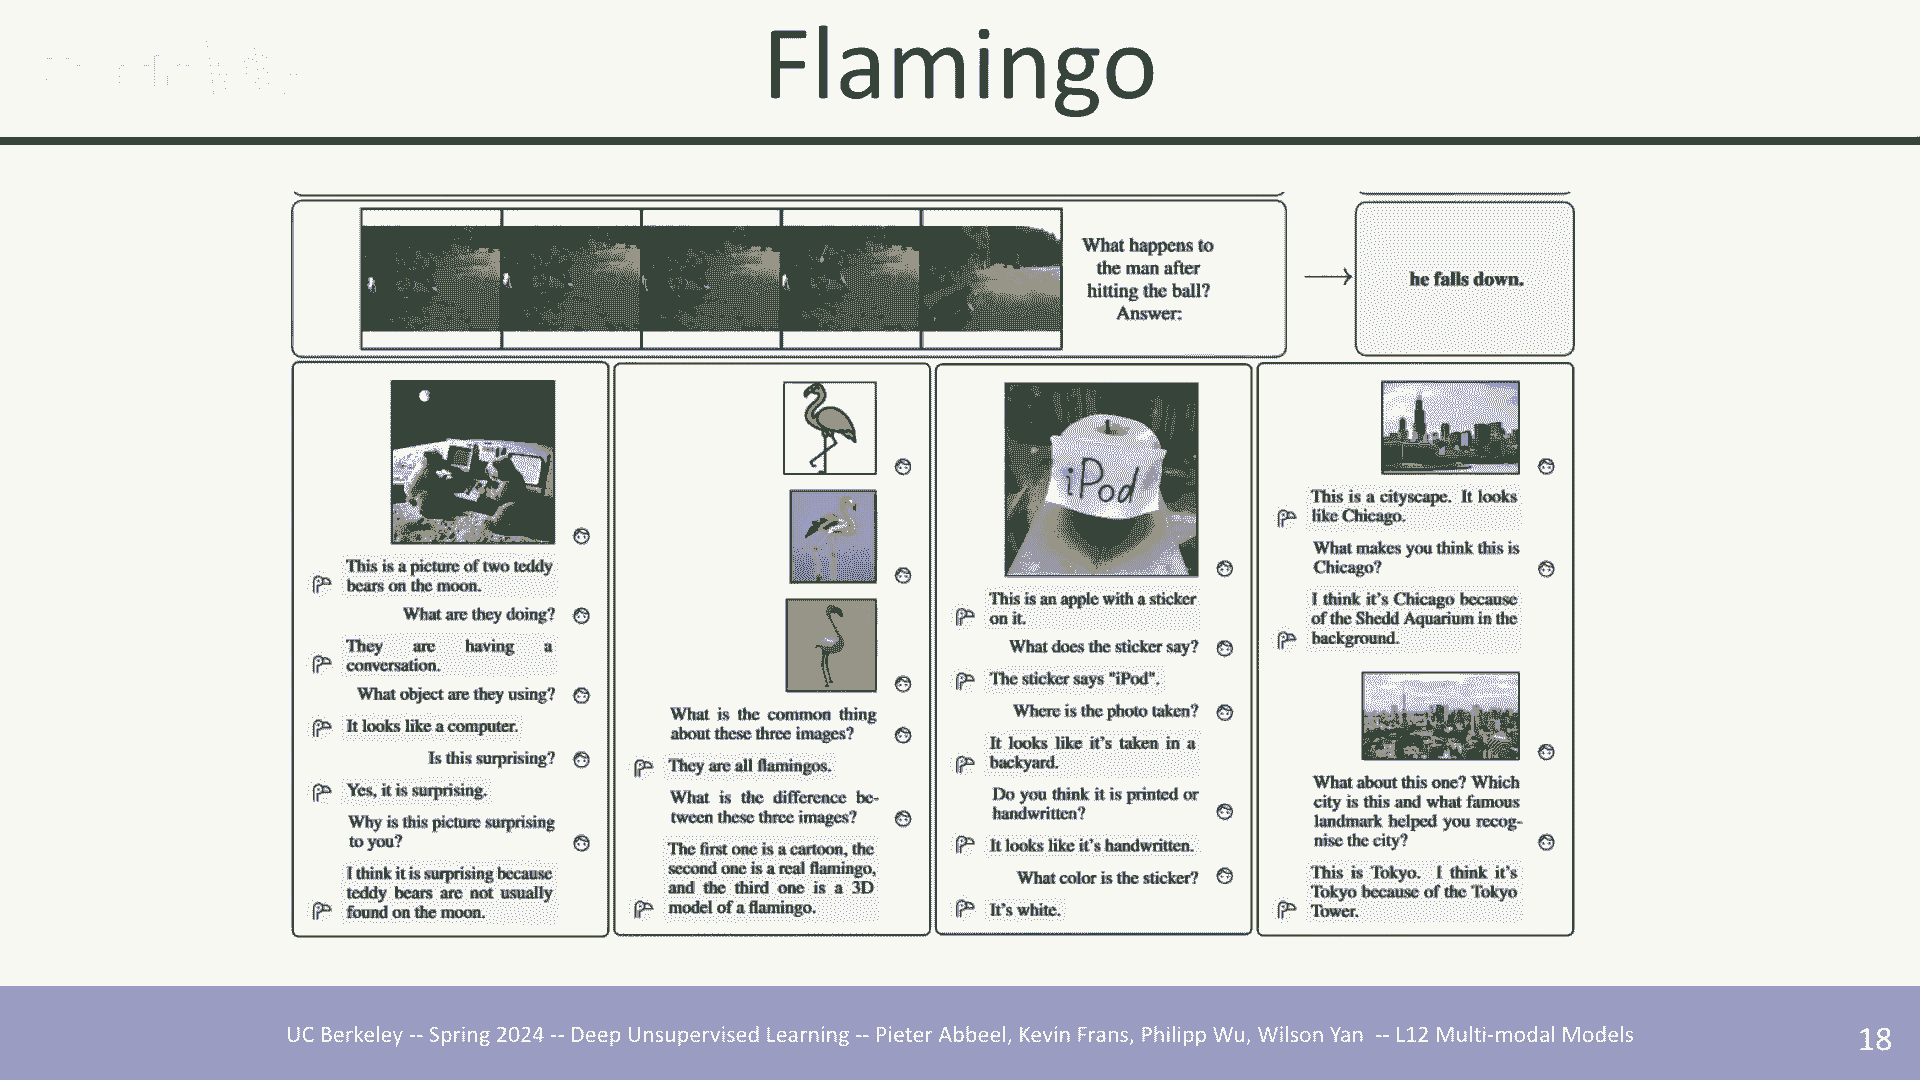 Flamingo
What happens to
the man after
hitting the ball?
Answer:
he falls down.
This is a picture of two teddy
bears on the moon.
What are they doing?
They are having a
conversation.
What object are they using?
It looks like a computer.
Is this surprising?
Yes, it is surprising.
Why is this picture surprising
to you?
I think it is surprising because
teddy bears are not usually
found on the moon.
What is the common thing
about these three images?
They are all flamingos.
What is the difference be-
tween these three images?
The first one is a cartoon, the
second one is a real flamingo,
and the third one is a 3D
model of a flamingo.
iPod
This is an apple with a sticker
on it.
What does the sticker say?
The sticker says "iPod".
Where is the photo taken?
It looks like it's taken in a
backyard.
Do you think it is printed or
handwritten?
It looks like it's handwritten.
What color is the sticker?
It's white.
This is a cityscape. It looks
like Chicago.
What makes you think this is
Chicago?
I think it's Chicago because
of the Shedd Aquarium in the
background.
What about this one? Which
city is this and what famous
landmark helped you recog-
nise the city?
This is Tokyo. I think it's
Tokyo because of the Tokyo
Tower.
UC Berkeley -- Spring 2024 -- Deep Unsupervised Learning -- Pieter Abbeel, Kevin Frans, Philipp Wu, Wilson Yan -- L12 Multi-modal Models
18